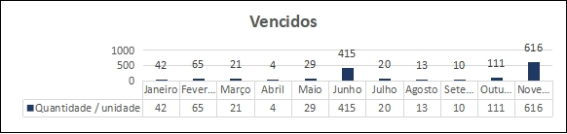 Vencidos
1000
500
0
42 65 21 4 29 415 20 13 10 111 616
Janeiro Fever... Março Abril Maio Junho Julho Agosto Sete... Outu... Nove...
Quantidade / unidade 42 65 21 4 29 415 20 13 10 111 616